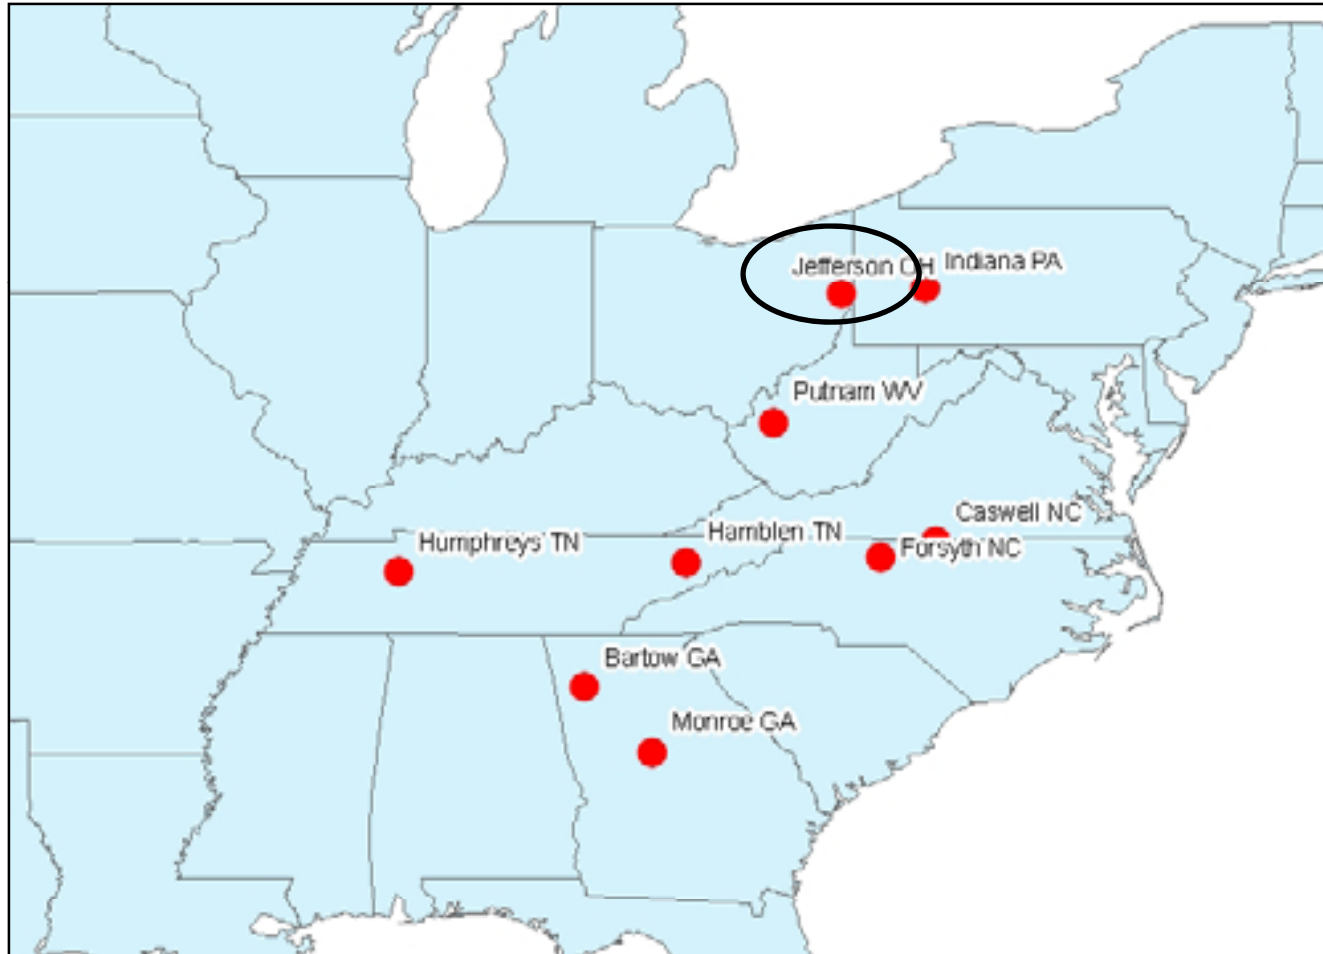 Jefferson OH
Indiana PA
Putnam WV
Caswell NC
Hamblen TN
Humphreys TN
Forsyth NC
Bartow GA
Monroe GA